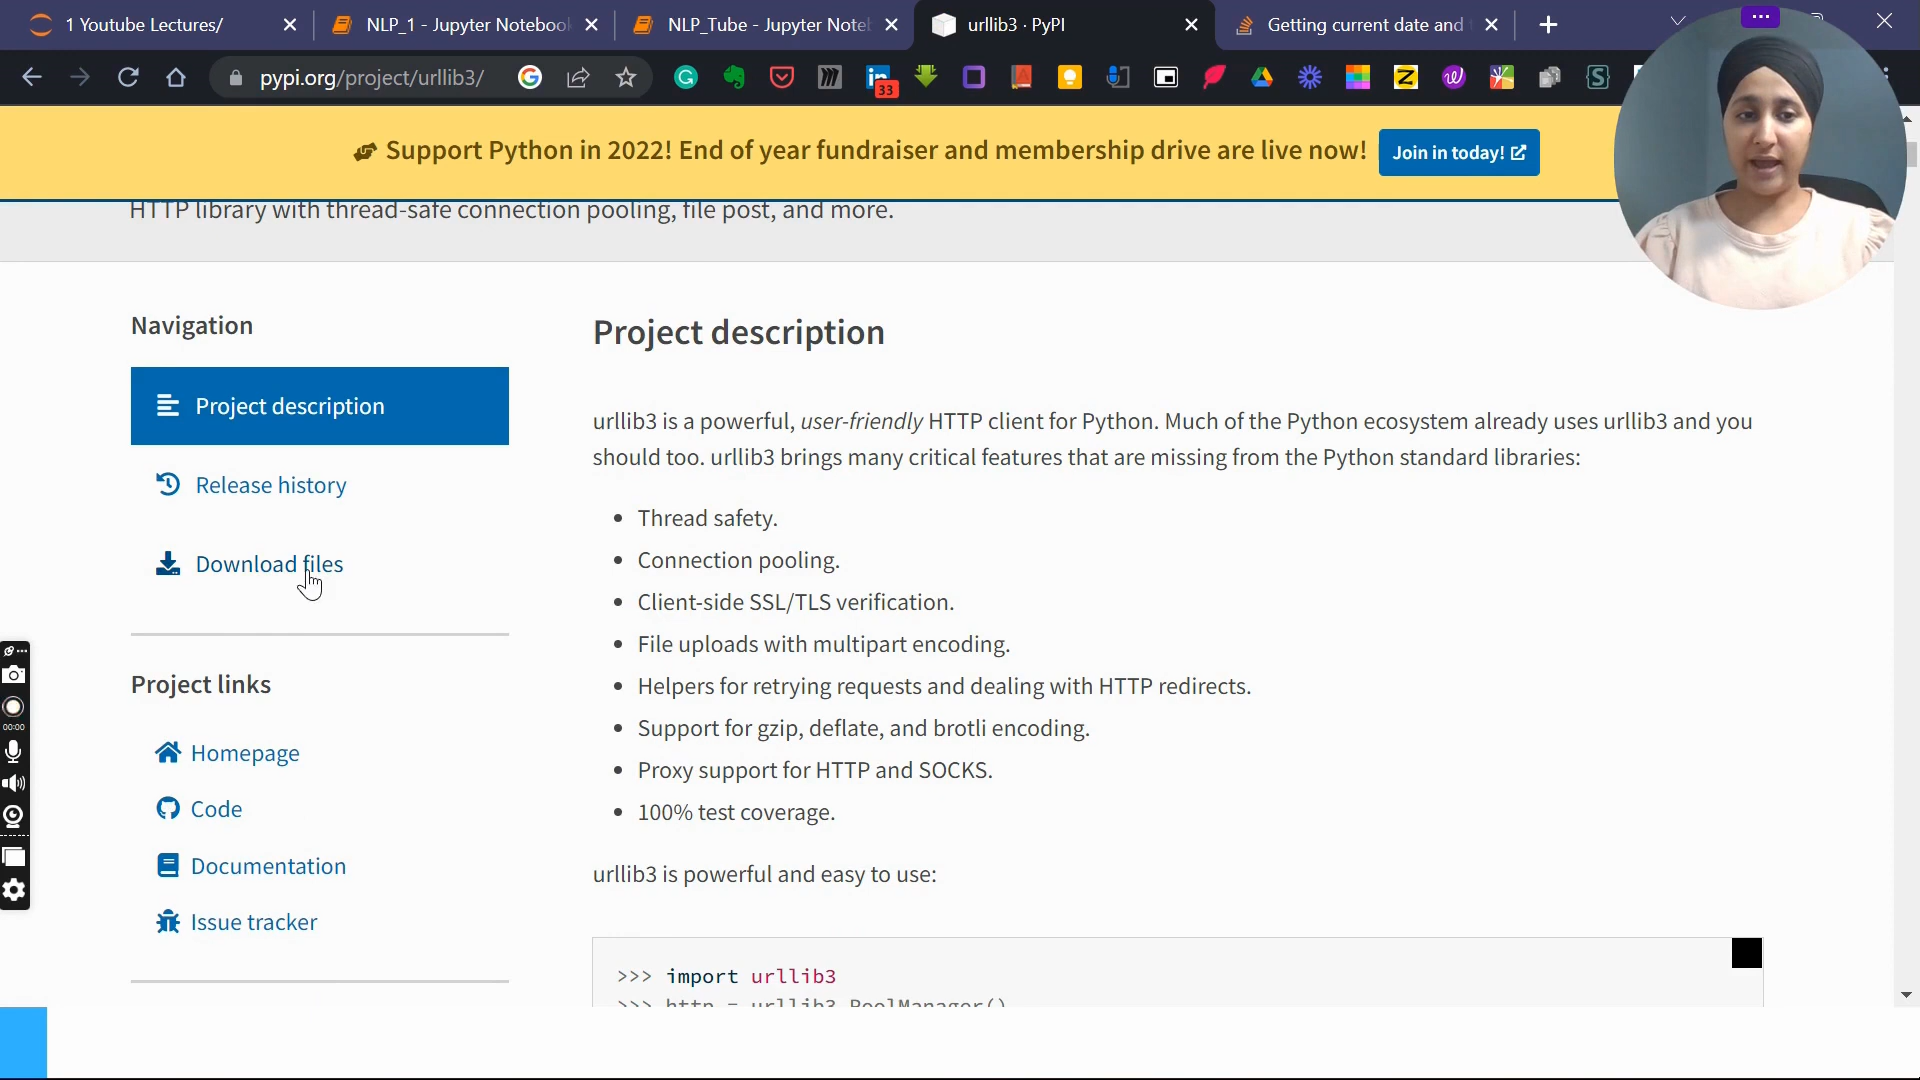 1 Youtube Lectures/
NLP_1 - Jupyter Notebook
NLP_Tube - Jupyter Note
urllib3 · PyPI
Getting current date and
pypi.org/project/urllib3/
33
Support Python in 2022! End of year fundraiser and membership drive are live now!
Join in today!
HTTP library with thread-safe connection pooling, file post, and more.
Navigation
Project description
Release history
Download files
Project links
Homepage
Code
Documentation
Issue tracker
Project description
urllib3 is a powerful, user-friendly HTTP client for Python. Much of the Python ecosystem already uses urllib3 and you
should too. urllib3 brings many critical features that are missing from the Python standard libraries:
• Thread safety.
• Connection pooling.
• Client-side SSL/TLS verification.
• File uploads with multipart encoding.
• Helpers for retrying requests and dealing with HTTP redirects.
• Support for gzip, deflate, and brotli encoding.
• Proxy support for HTTP and SOCKS.
• 100% test coverage.
urllib3 is powerful and easy to use:
>>> import urllib3
>>> http = urllib3.PoolManager()
00:00